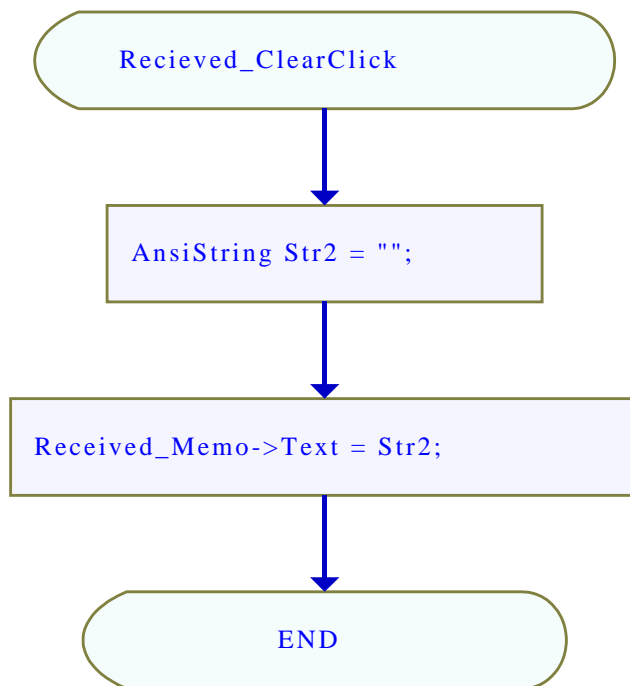 Recieved_ClearClick
AnsiString Str2 = "";
Received_Memo->Text = Str2;
END